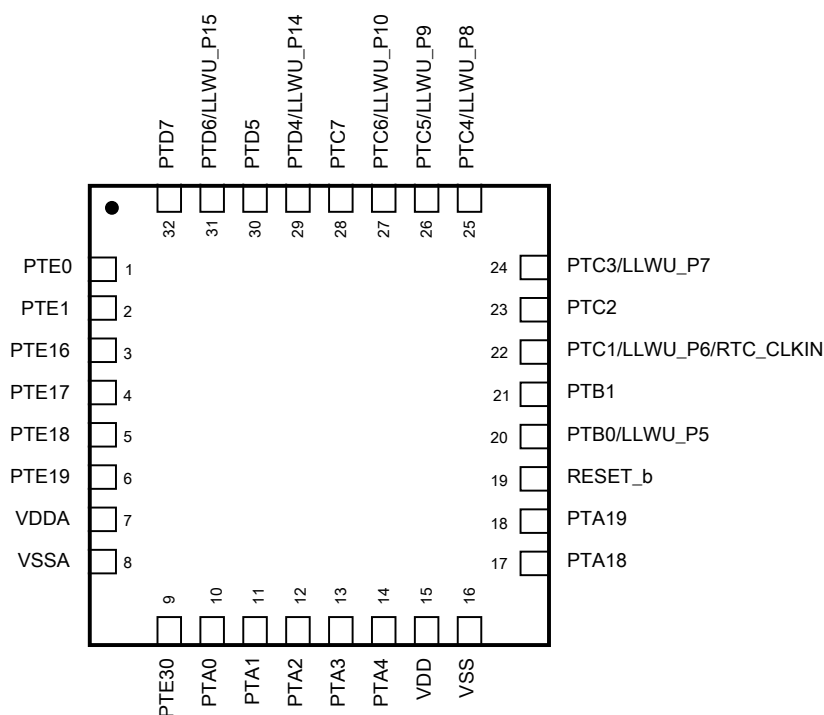 PTD7
PTD6/LLWU_P15
PTD5
PTD4/LLWU_P14
PTC7
PTC6/LLWU_P10
PTC5/LLWU_P9
PTC4/LLWU_P8
32
31
30
29
28
27
26
25
PTE0 1
PTE1 2
PTE16 3
PTE17 4
PTE18 5
PTE19 6
VDDA 7
VSSA 8
24 PTC3/LLWU_P7
23 PTC2
22 PTC1/LLWU_P6/RTC_CLKIN
21 PTB1
20 PTB0/LLWU_P5
19 RESET_b
18 PTA19
17 PTA18
9
10
11
12
13
14
15
16
PTE30
PTA0
PTA1
PTA2
PTA3
PTA4
VDD
VSS